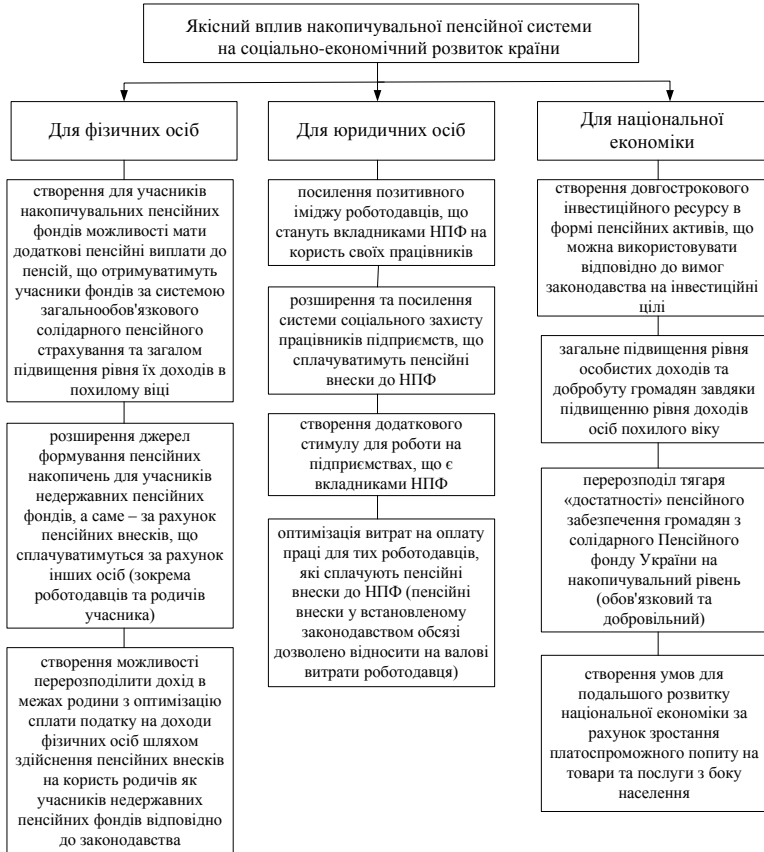 Якісний вплив накопичувальної пенсійної системи
на соціально-економічний розвиток країни
Для фізичних осіб
створення для учасників
накопичувальних пенсійних
фондів можливості мати
додаткові пенсійні виплати до
пенсій, що отримуватимуть
учасники фондів за системою
загальнообов'язкового
солідарного пенсійного
страхування та загалом
підвищення рівня їх доходів в
похилому віці
розширення джерел
формування пенсійних
накопичень для учасників
недержавних пенсійних
фондів, а саме – за рахунок
пенсійних внесків, що
сплачуватимуться за рахунок
інших осіб (зокрема
роботодавців та родичів
учасника)
створення можливості
перерозподілити дохід в
межах родини з оптимізацію
сплати податку на доходи
фізичних осіб шляхом
здійснення пенсійних внесків
на користь родичів як
учасників недержавних
пенсійних фондів відповідно
до законодавства
Для юридичних осіб
посилення позитивного
іміджу роботодавців, що
стануть вкладниками НПФ на
користь своїх працівників
розширення та посилення
системи соціального захисту
працівників підприємств, що
сплачуватимуть пенсійні
внески до НПФ
створення додаткового
стимулу для роботи на
підприємствах, що є
вкладниками НПФ
оптимізація витрат на оплату
праці для тих роботодавців,
які сплачують пенсійні
внески до НПФ (пенсійні
внески у встановленому
законодавством обсязі
дозволено відносити на валові
витрати роботодавця)
Для національної
економіки
створення довгострокового
інвестиційного ресурсу в
формі пенсійних активів, що
можна використовувати
відповідно до вимог
законодавства на інвестиційні
цілі
загальне підвищення рівня
особистих доходів та
добробуту громадян завдяки
підвищенню рівня доходів
осіб похилого віку
перерозподіл тягаря
«достатності» пенсійного
забезпечення громадян з
солідарного Пенсійного
фонду України на
накопичувальний рівень
(обов'язковий та
добровільний)
створення умов для
подальшого розвитку
національної економіки за
рахунок зростання
платоспроможного попиту на
товари та послуги з боку
населення